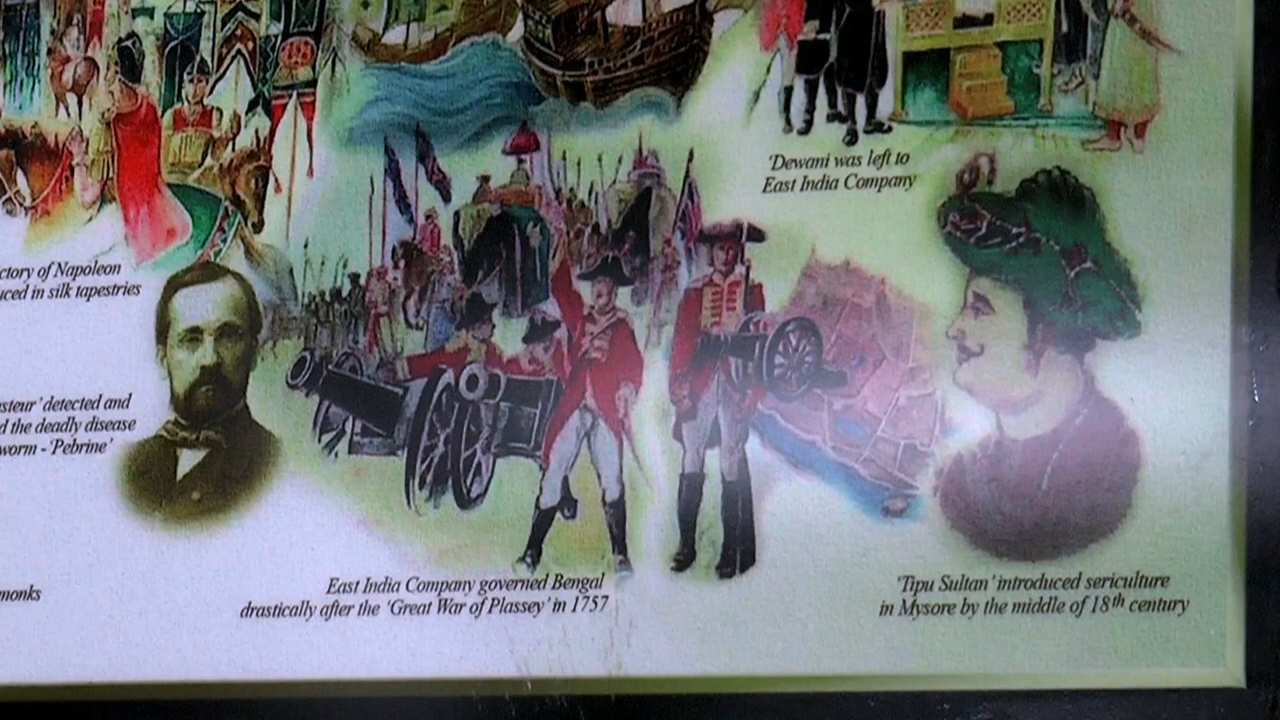 'Dewani was left to
East India Company
ctory of Napoleon
uced in silk tapestries
steur' detected and
d the deadly disease
worm - 'Pebrine'
monks
East India Company governed Bengal
drastically after the 'Great War of Plassey' in 1757
'Tipu Sultan' introduced sericulture
in Mysore by the middle of 18th century